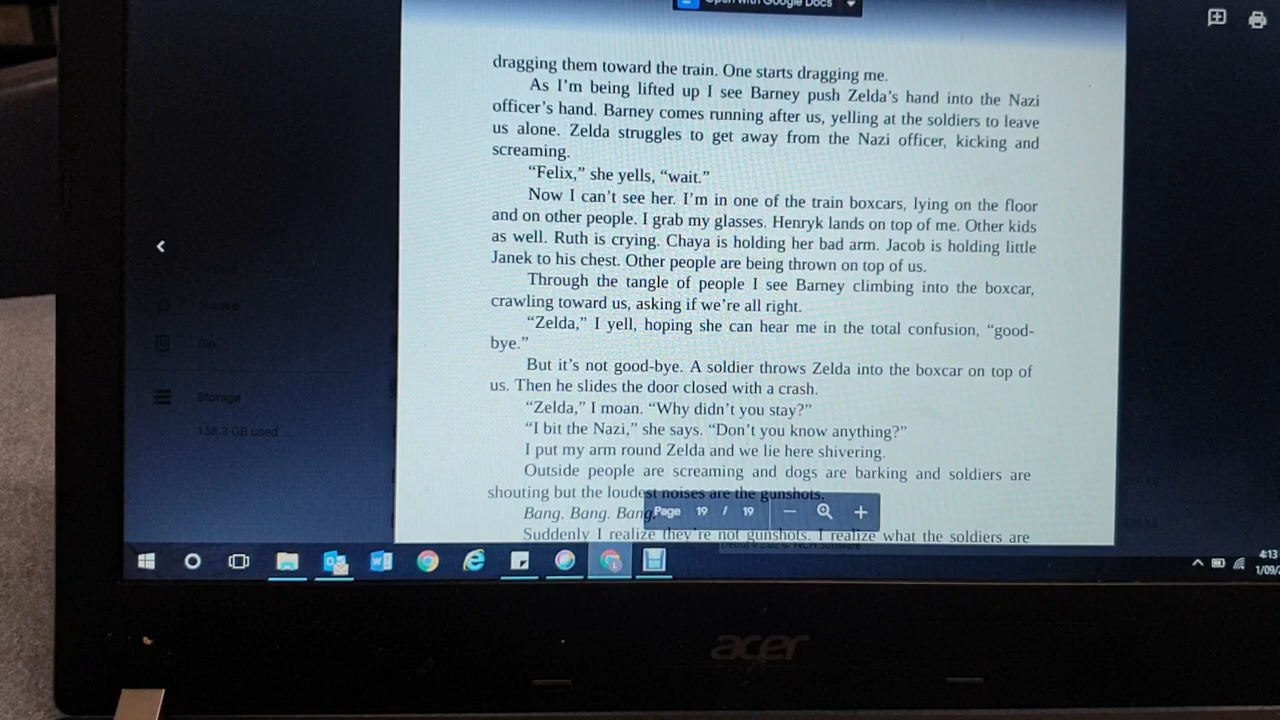 Open with Google Docs
dragging them toward the train. One starts dragging me.
As I'm being lifted up I see Barney push Zelda's hand into the Nazi
officer's hand. Barney comes running after us, yelling at the soldiers to leave
us alone. Zelda struggles to get away from the Nazi officer, kicking and
screaming.
“Felix,” she yells, “wait.”
Now I can't see her. I'm in one of the train boxcars, lying on the floor
and on other people. I grab my glasses. Henryk lands on top of me. Other kids
as well. Ruth is crying. Chaya is holding her bad arm. Jacob is holding little
Janek to his chest. Other people are being thrown on top of us.
Through the tangle of people I see Barney climbing into the boxcar,
crawling toward us, asking if we're all right.
“Zelda,” I yell, hoping she can hear me in the total confusion, “good-
bye.”
But it's not good-bye. A soldier throws Zelda into the boxcar on top of
us. Then he slides the door closed with a crash.
“Zelda,” I moan. “Why didn't you stay?”
“I bit the Nazi,” she says. “Don't you know anything?”
I put my arm round Zelda and we lie here shivering.
Outside people are screaming and dogs are barking and soldiers are
shouting but the loudest noises are the gunshots.
Bang. Bang. Bang.
Page 19 / 19
Suddenly I realize they're not gunshots. I realize what the soldiers are
Storage
158.3 GB used
4:13
1/09/2
acer